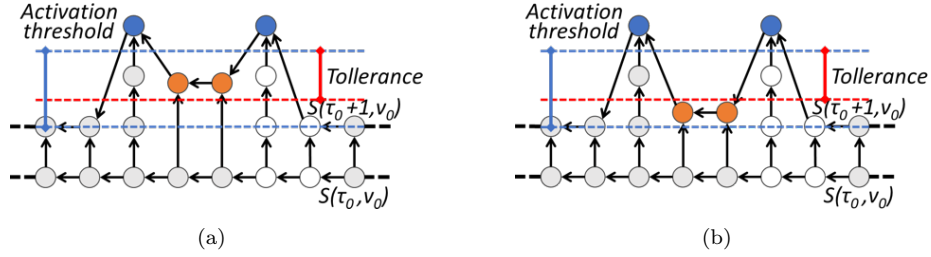 Activation
threshold
Tollerance
S(τ₀+1,v₀)
S(τ₀,v₀)
(a)
Activation
threshold
Tollerance
S(τ₀+1,v₀)
S(τ₀,v₀)
(b)